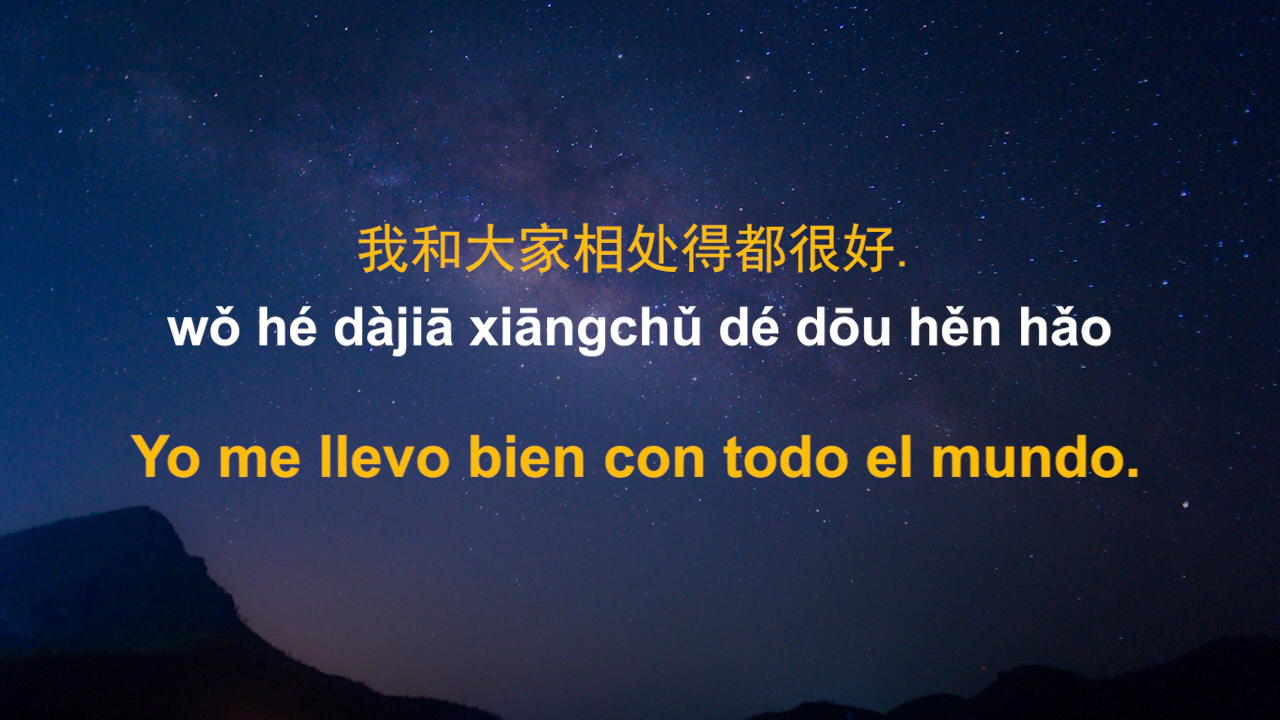 我和大家相处得都很好.
wǒ hé dàjiā xiāngchǔ dé dōu hěn hǎo
Yo me llevo bien con todo el mundo.